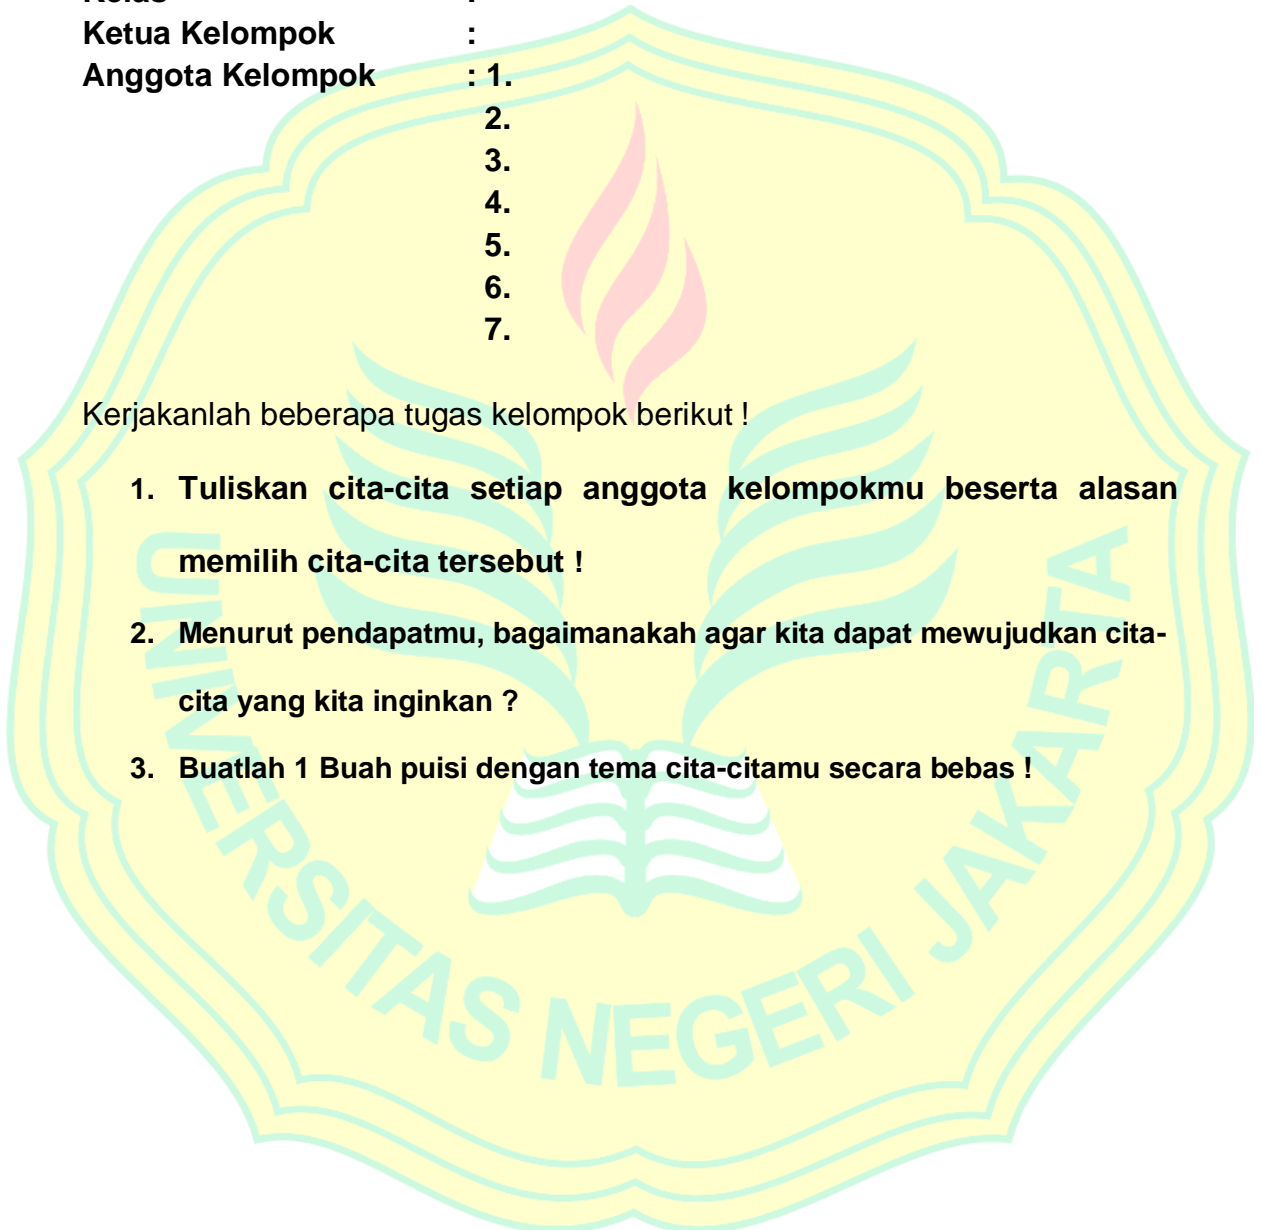 Kelas :
Ketua Kelompok :
Anggota Kelompok : 1.
2.
3.
4.
5.
6.
7.
Kerjakanlah beberapa tugas kelompok berikut !
1. Tuliskan cita-cita setiap anggota kelompokmu beserta alasan
memilih cita-cita tersebut !
2. Menurut pendapatmu, bagaimanakah agar kita dapat mewujudkan cita-
cita yang kita inginkan ?
3. Buatlah 1 Buah puisi dengan tema cita-citamu secara bebas !
UNIVERSITAS NEGERI JAKARTA